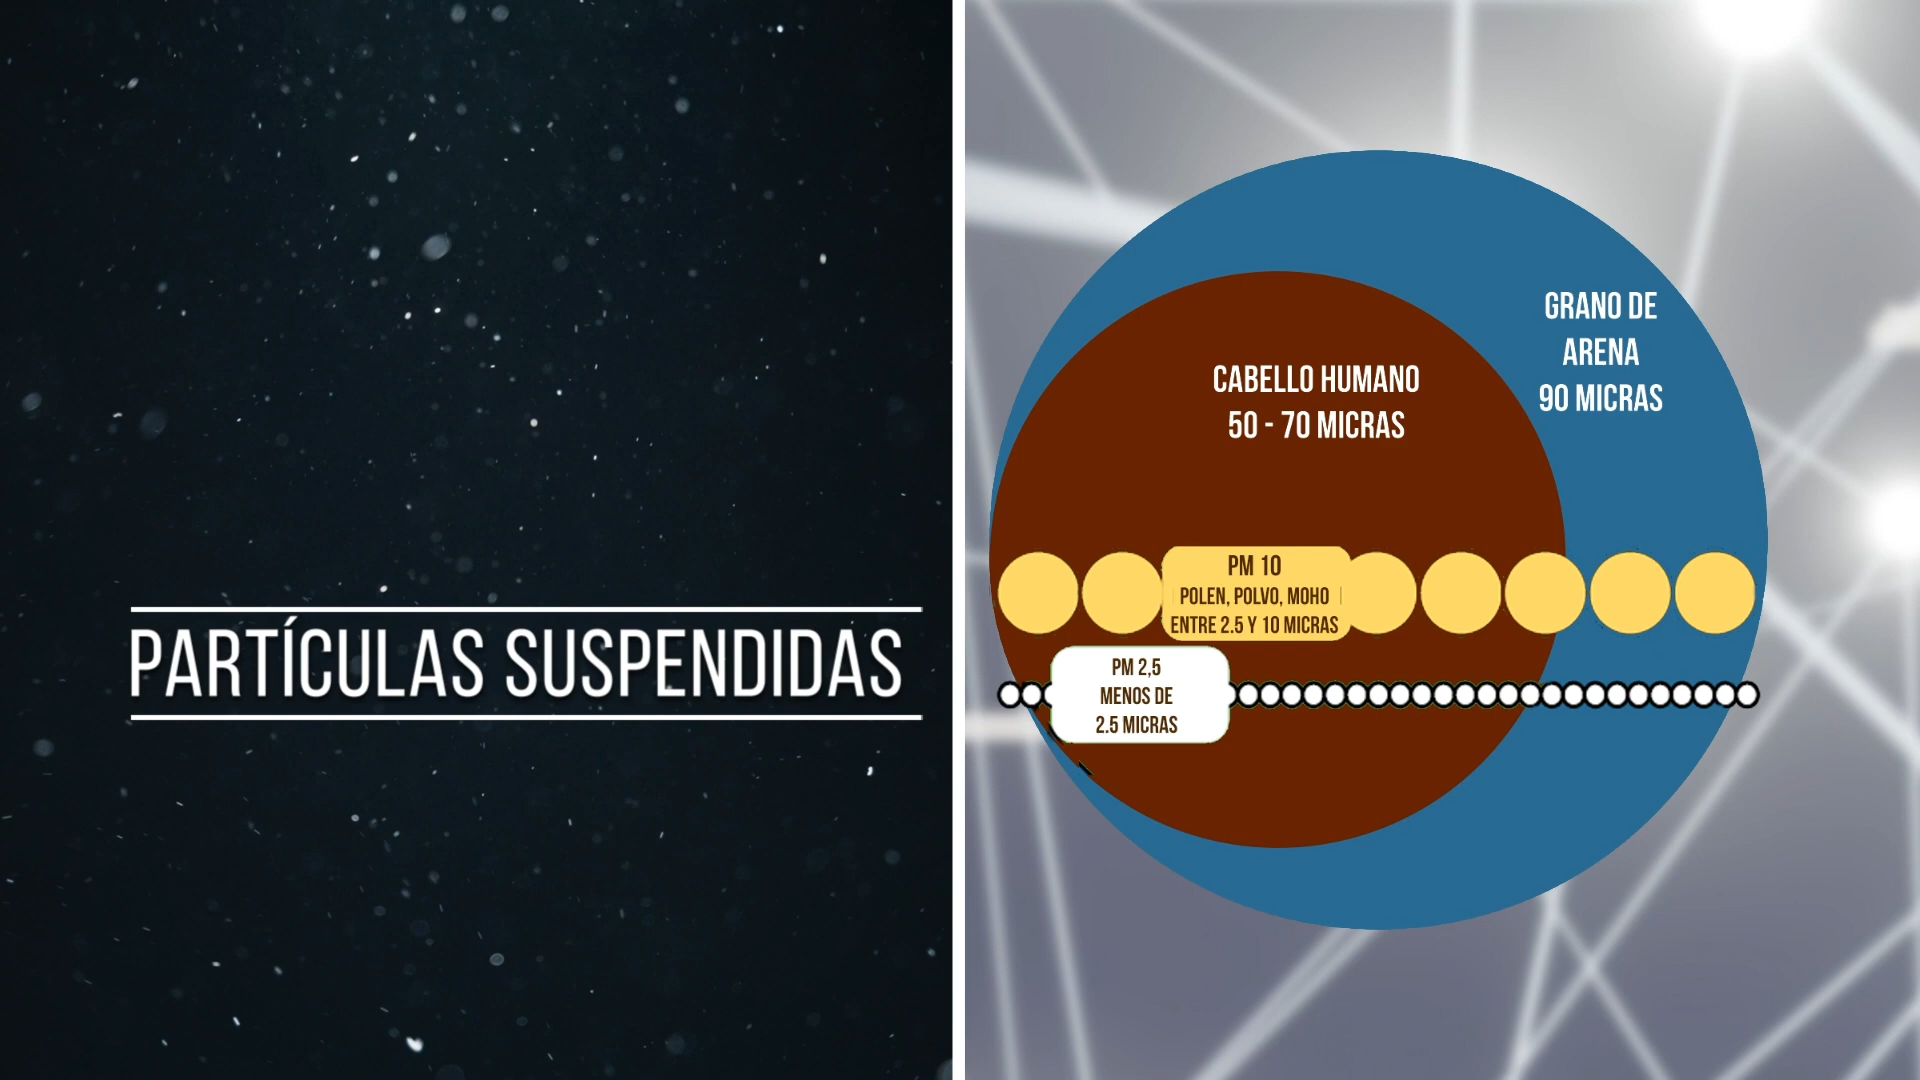 PARTÍCULAS SUSPENDIDAS
GRANO DE
ARENA
90 MICRAS
CABELLO HUMANO
50 - 70 MICRAS
PM 10
POLEN, POLVO, MOHO
ENTRE 2.5 Y 10 MICRAS
PM 2,5
MENOS DE
2.5 MICRAS